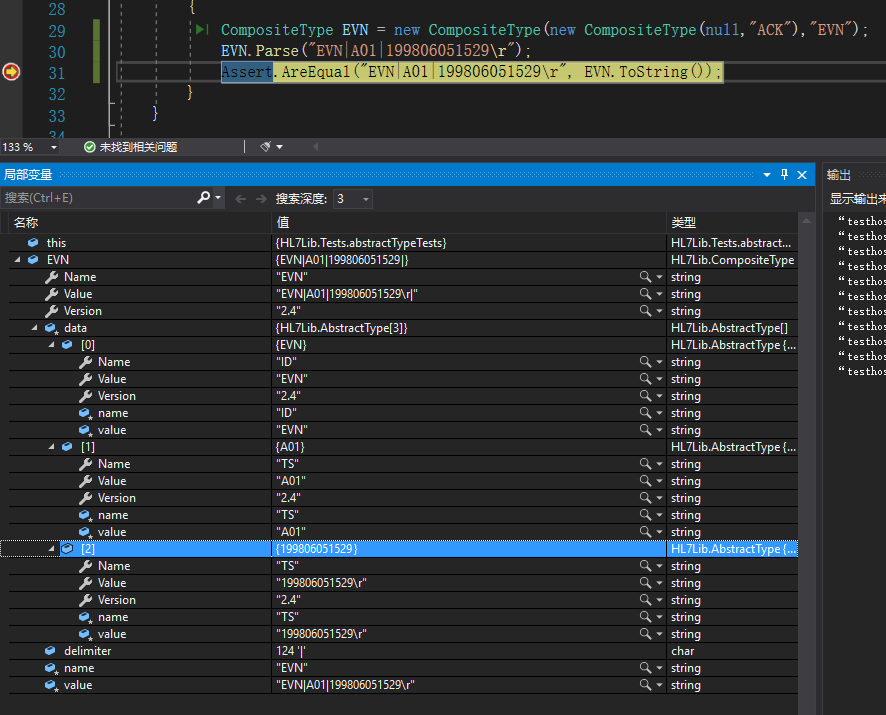 28 {
29 CompositeType EVN = new CompositeType(new CompositeType(null,"ACK"),"EVN");
30 EVN.Parse("EVN|A01|199806051529\r");
31 Assert.AreEqual("EVN|A01|199806051529\r", EVN.ToString());
32 }
33 }
34
133 % 未找到相关问题
局部变量 输出
搜索(Ctrl+E) 搜索深度: 3 显示输出来
名称 值 类型
this {HL7Lib.Tests.abstractTypeTests} HL7Lib.Tests.abstract...
EVN {EVN|A01|199806051529|} HL7Lib.CompositeType
Name "EVN" string
Value "EVN|A01|199806051529\r|" string
Version "2.4" string
data {HL7Lib.AbstractType[3]} HL7Lib.AbstractType[]
[0] {EVN} HL7Lib.AbstractType {...
Name "ID" string
Value "EVN" string
Version "2.4" string
name "ID" string
value "EVN" string
[1] {A01} HL7Lib.AbstractType {...
Name "TS" string
Value "A01" string
Version "2.4" string
name "TS" string
value "A01" string
[2] {199806051529} HL7Lib.AbstractType {...
Name "TS" string
Value "199806051529\r" string
Version "2.4" string
name "TS" string
value "199806051529\r" string
delimiter 124 '|' char
name "EVN" string
value "EVN|A01|199806051529\r" string
“testhos
“testhos
“testhos
“testhos
“testhos
“testhos
“testhos
“testhos
“testhos
“testhos
“testhos